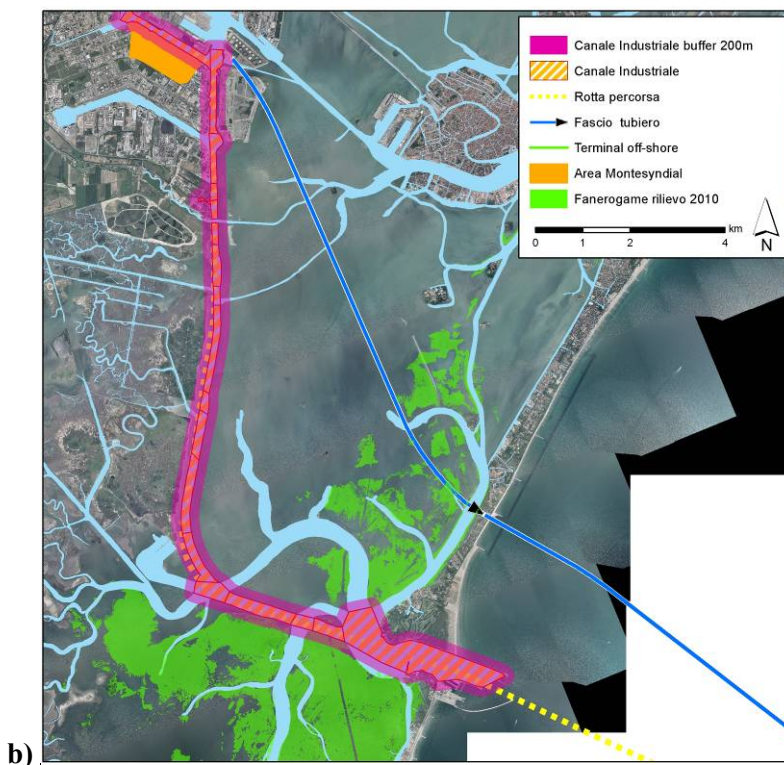 Canale Industriale buffer 200m
Canale Industriale
Rotta percorsa
Fascio tubiero
Terminal off-shore
Area Montesyndial
Fanerogame rilievo 2010
km
0 1 2 4
N
b)